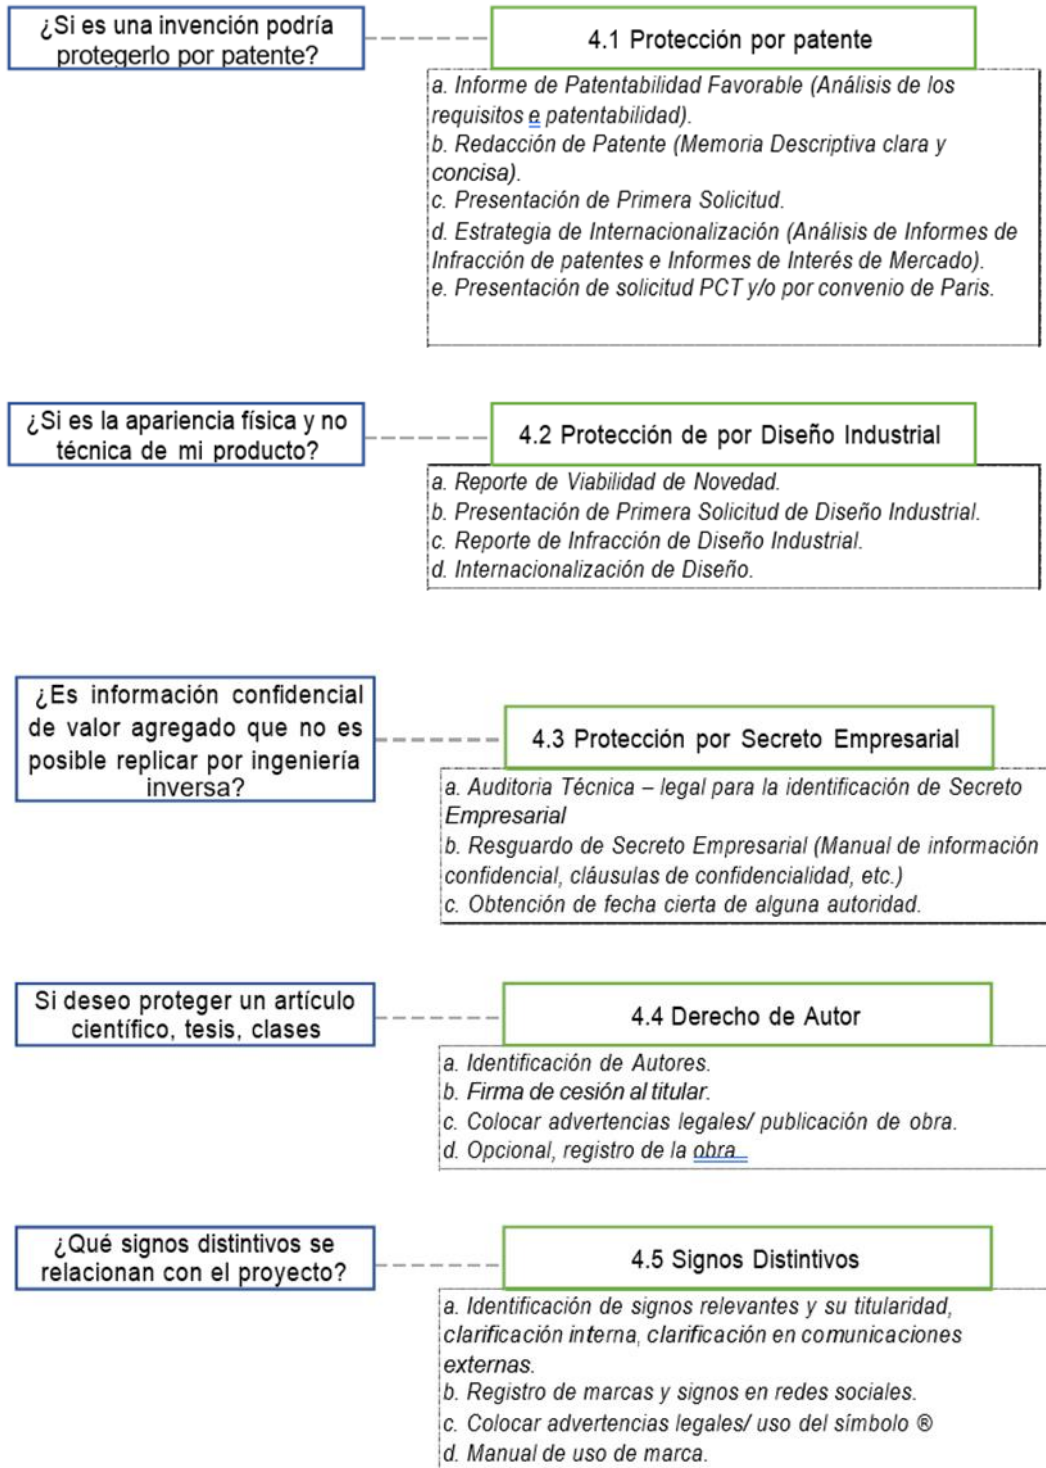 ¿Si es una invención podría
protegerlo por patente?
4.1 Protección por patente
a. Informe de Patentabilidad Favorable (Análisis de los
requisitos e patentabilidad).
b. Redacción de Patente (Memoria Descriptiva clara y
concisa).
c. Presentación de Primera Solicitud.
d. Estrategia de Internacionalización (Análisis de Informes de
Infracción de patentes e Informes de Interés de Mercado).
e. Presentación de solicitud PCT y/o por convenio de Paris.
¿Si es la apariencia física y no
técnica de mi producto?
4.2 Protección de por Diseño Industrial
a. Reporte de Viabilidad de Novedad.
b. Presentación de Primera Solicitud de Diseño Industrial.
c. Reporte de Infracción de Diseño Industrial.
d. Internacionalización de Diseño.
¿Es información confidencial
de valor agregado que no es
posible replicar por ingeniería
inversa?
4.3 Protección por Secreto Empresarial
a. Auditoria Técnica – legal para la identificación de Secreto
Empresarial
b. Resguardo de Secreto Empresarial (Manual de información
confidencial, cláusulas de confidencialidad, etc.)
c. Obtención de fecha cierta de alguna autoridad.
Si deseo proteger un artículo
científico, tesis, clases
4.4 Derecho de Autor
a. Identificación de Autores.
b. Firma de cesión al titular.
c. Colocar advertencias legales/ publicación de obra.
d. Opcional, registro de la obra
¿Qué signos distintivos se
relacionan con el proyecto?
4.5 Signos Distintivos
a. Identificación de signos relevantes y su titularidad,
clarificación interna, clarificación en comunicaciones
externas.
b. Registro de marcas y signos en redes sociales.
c. Colocar advertencias legales/ uso del símbolo ®
d. Manual de uso de marca.